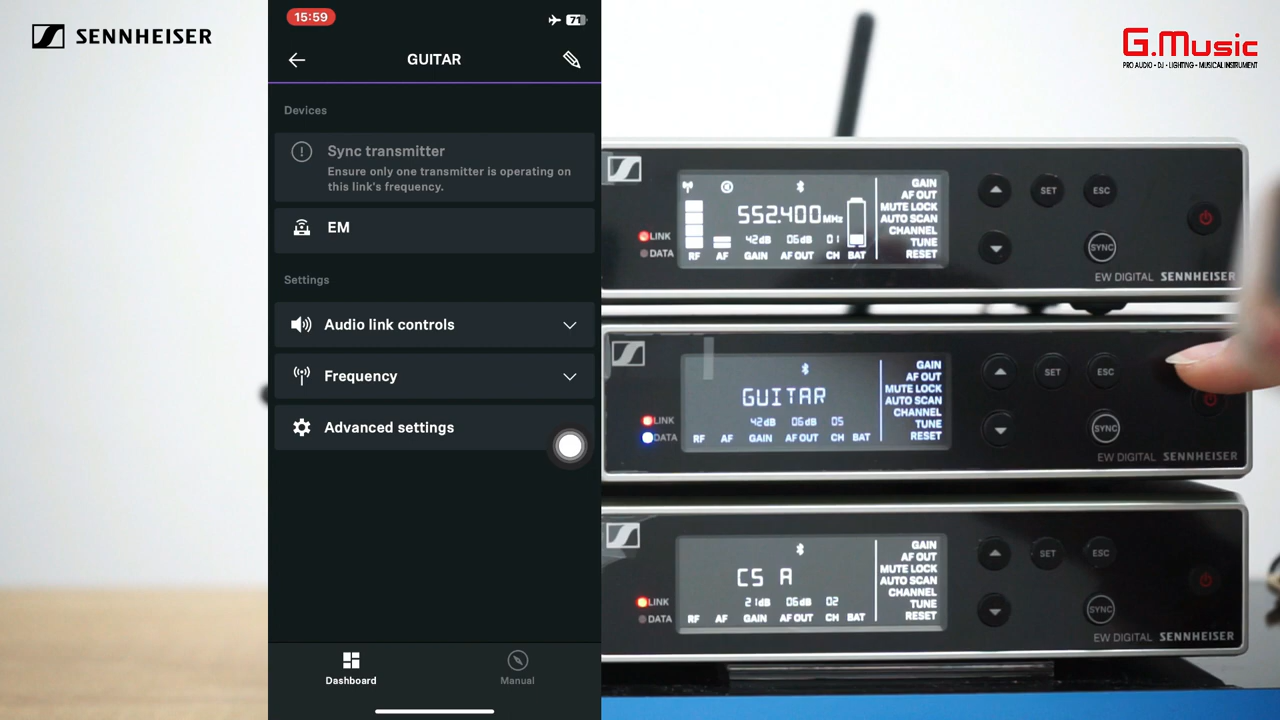 SENNHEISER
15:59
71
GUITAR
Devices
Sync transmitter
Ensure only one transmitter is operating on
this link's frequency.
EM
Settings
Audio link controls
Frequency
Advanced settings
Dashboard
Manual
G.Music
PRO AUDIO • DJ • LIGHTING • MUSICAL INSTRUMENT
552.400 MHz
LINK
DATA
42dB 06dB 01
RF AF GAIN AF OUT CH BAT
GAIN
AF OUT
MUTE LOCK
AUTO SCAN
CHANNEL
TUNE
RESET
SET
ESC
SYNC
EW DIGITAL SENNHEISER
GUITAR
LINK
DATA
42dB 06dB 05
RF AF GAIN AF OUT CH BAT
GAIN
AF OUT
MUTE LOCK
AUTO SCAN
CHANNEL
TUNE
RESET
SET
ESC
SYNC
EW DIGITAL SENNHEISER
CS A
LINK
DATA
21dB 06dB 02
RF AF GAIN AF OUT CH BAT
GAIN
AF OUT
MUTE LOCK
AUTO SCAN
CHANNEL
TUNE
RESET
SET
ESC
SYNC
EW DIGITAL SENNHEISER